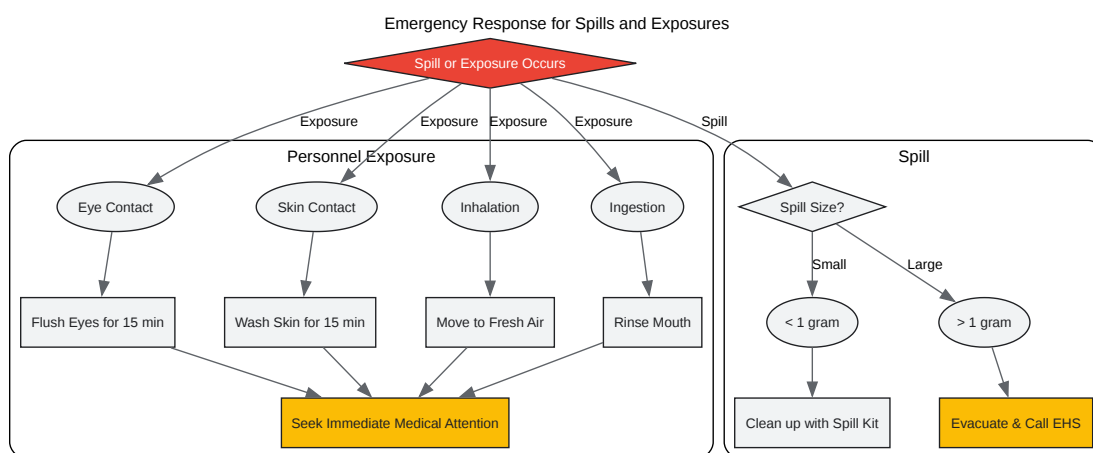 Emergency Response for Spills and Exposures
Spill or Exposure Occurs
Exposure
Exposure
Exposure
Exposure
Spill
Personnel Exposure
Spill
Eye Contact
Skin Contact
Inhalation
Ingestion
Spill Size?
Small
Large
Flush Eyes for 15 min
Wash Skin for 15 min
Move to Fresh Air
Rinse Mouth
< 1 gram
> 1 gram
Seek Immediate Medical Attention
Clean up with Spill Kit
Evacuate & Call EHS